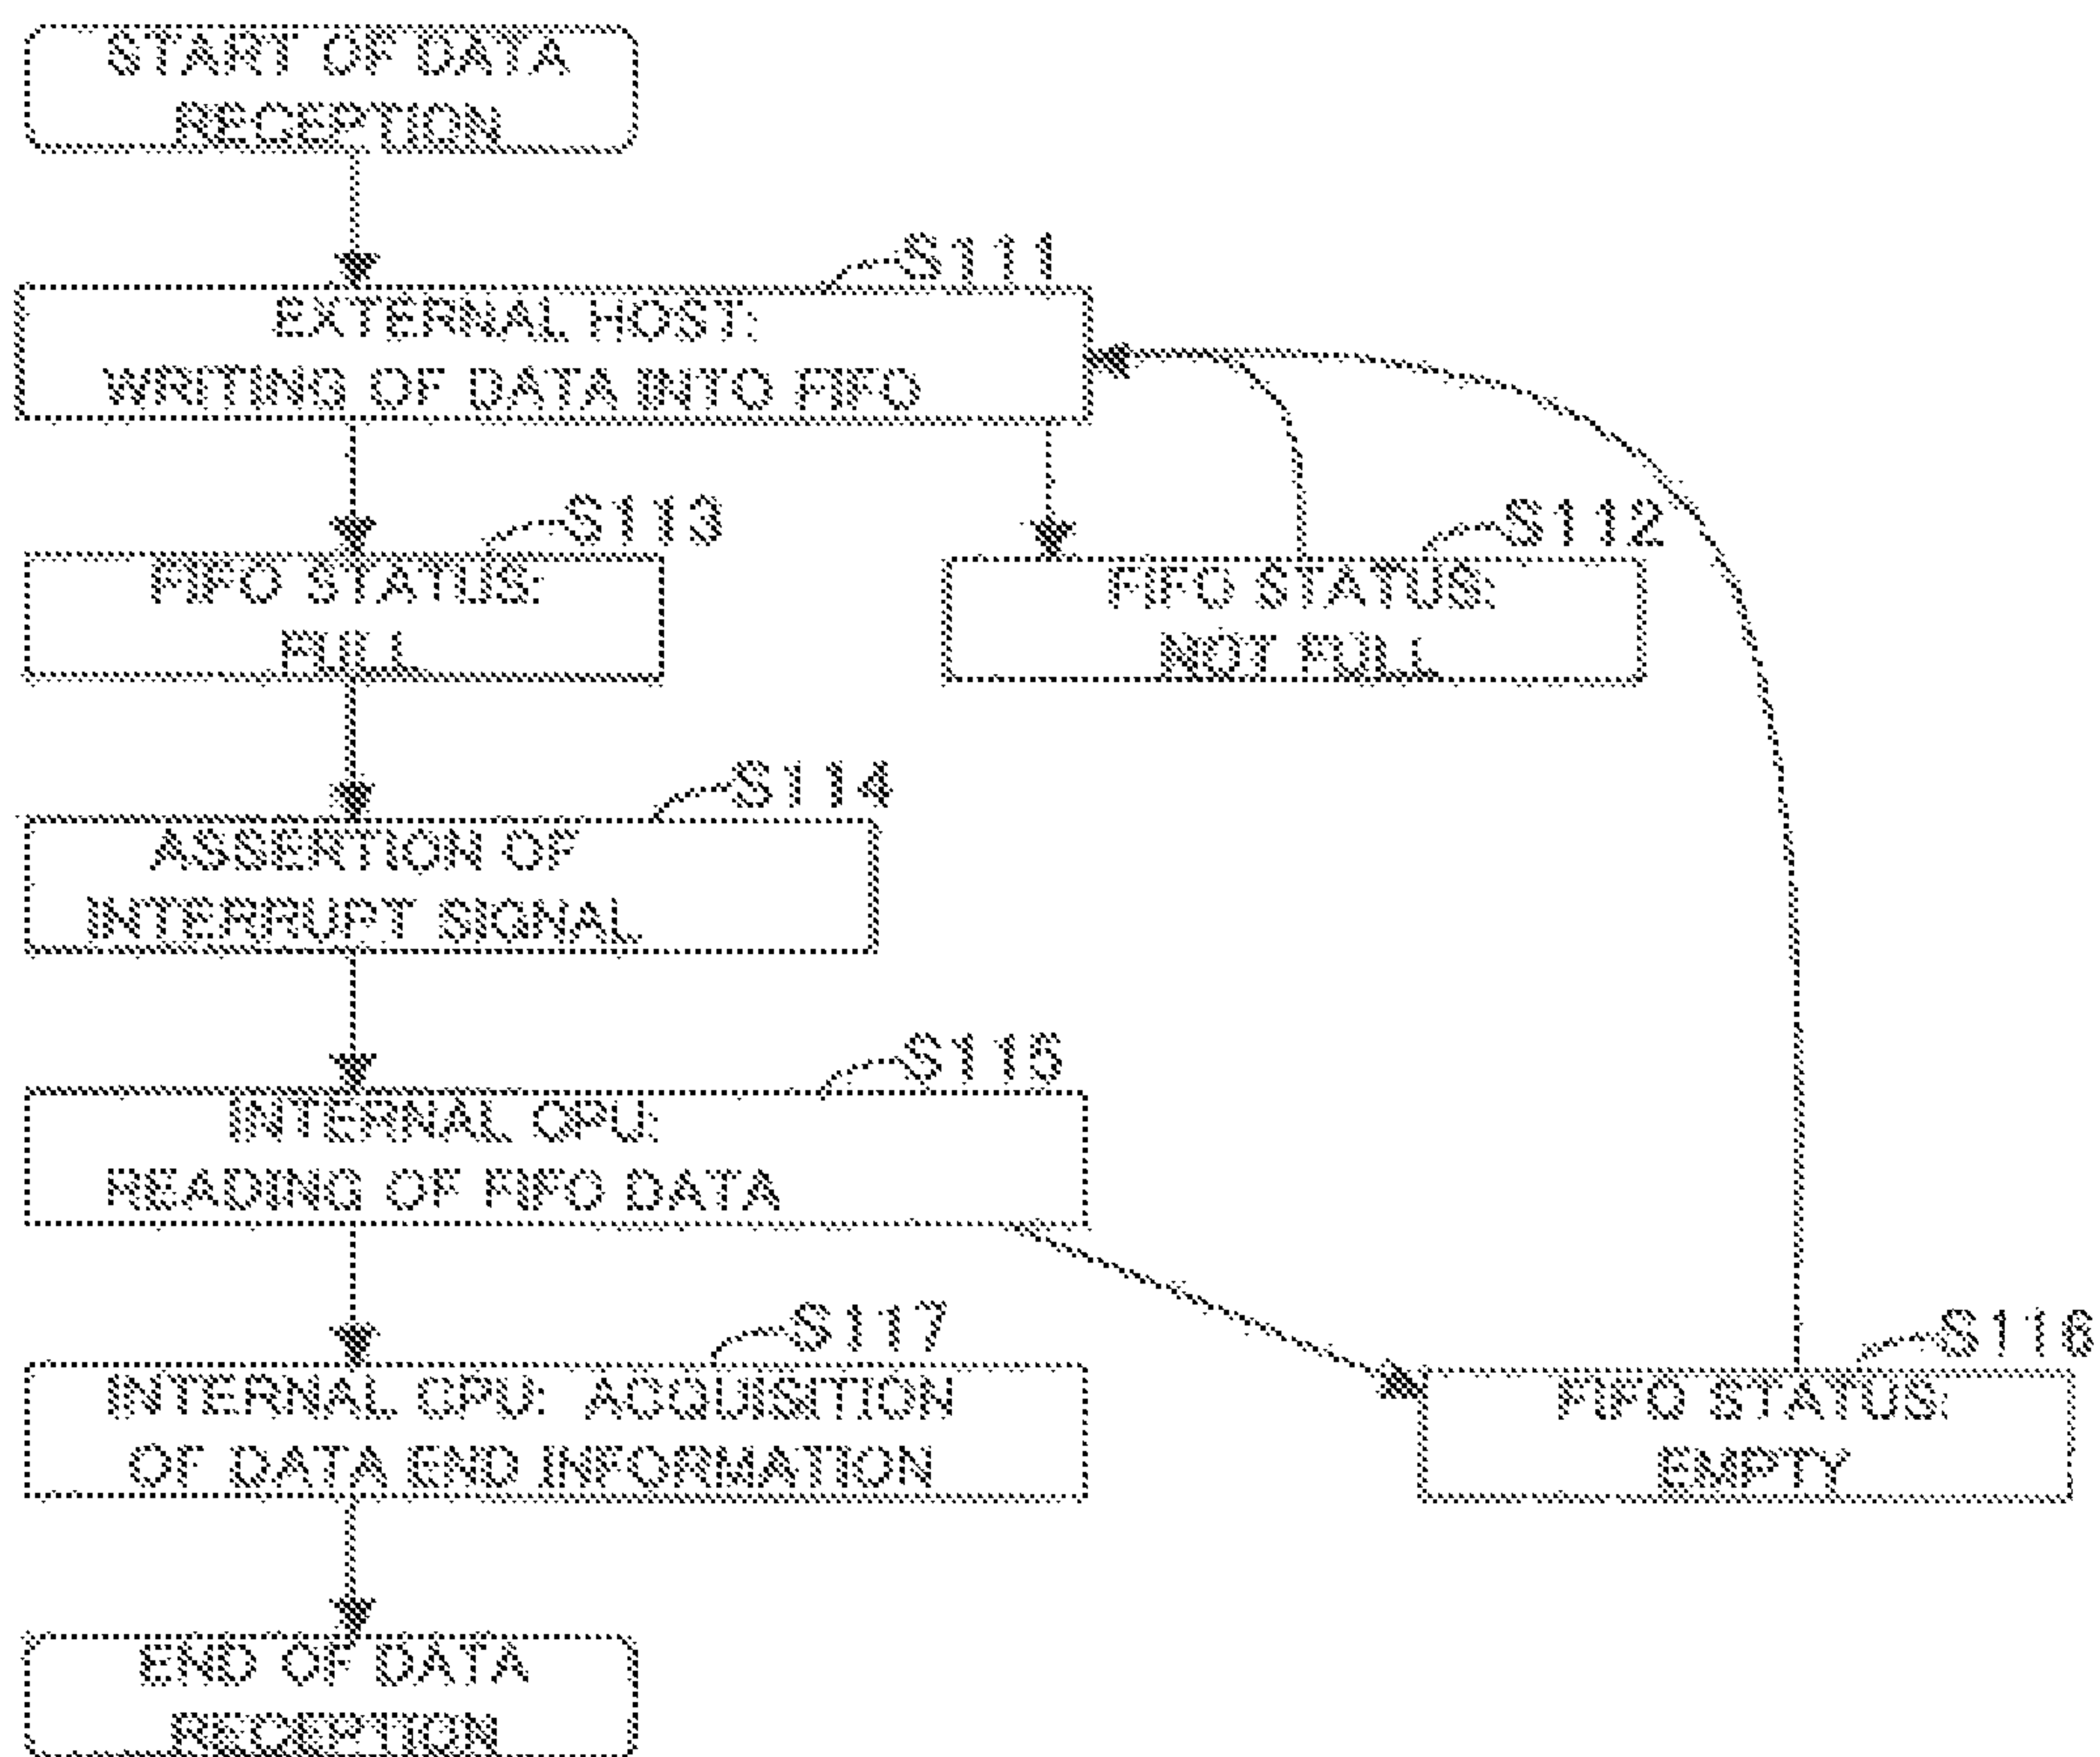 START OF DATA
RECEPTION
S111
EXTERNAL HOST:
WRITING OF DATA INTO FIFO
S113
FIFO STATUS:
FULL
S112
FIFO STATUS:
NOT FULL
S114
ASSERTION OF
INTERRUPT SIGNAL
S115
INTERNAL CPU:
READING OF FIFO DATA
S117
INTERNAL CPU: ACQUISITION
OF DATA END INFORMATION
S116
FIFO STATUS:
EMPTY
END OF DATA
RECEPTION